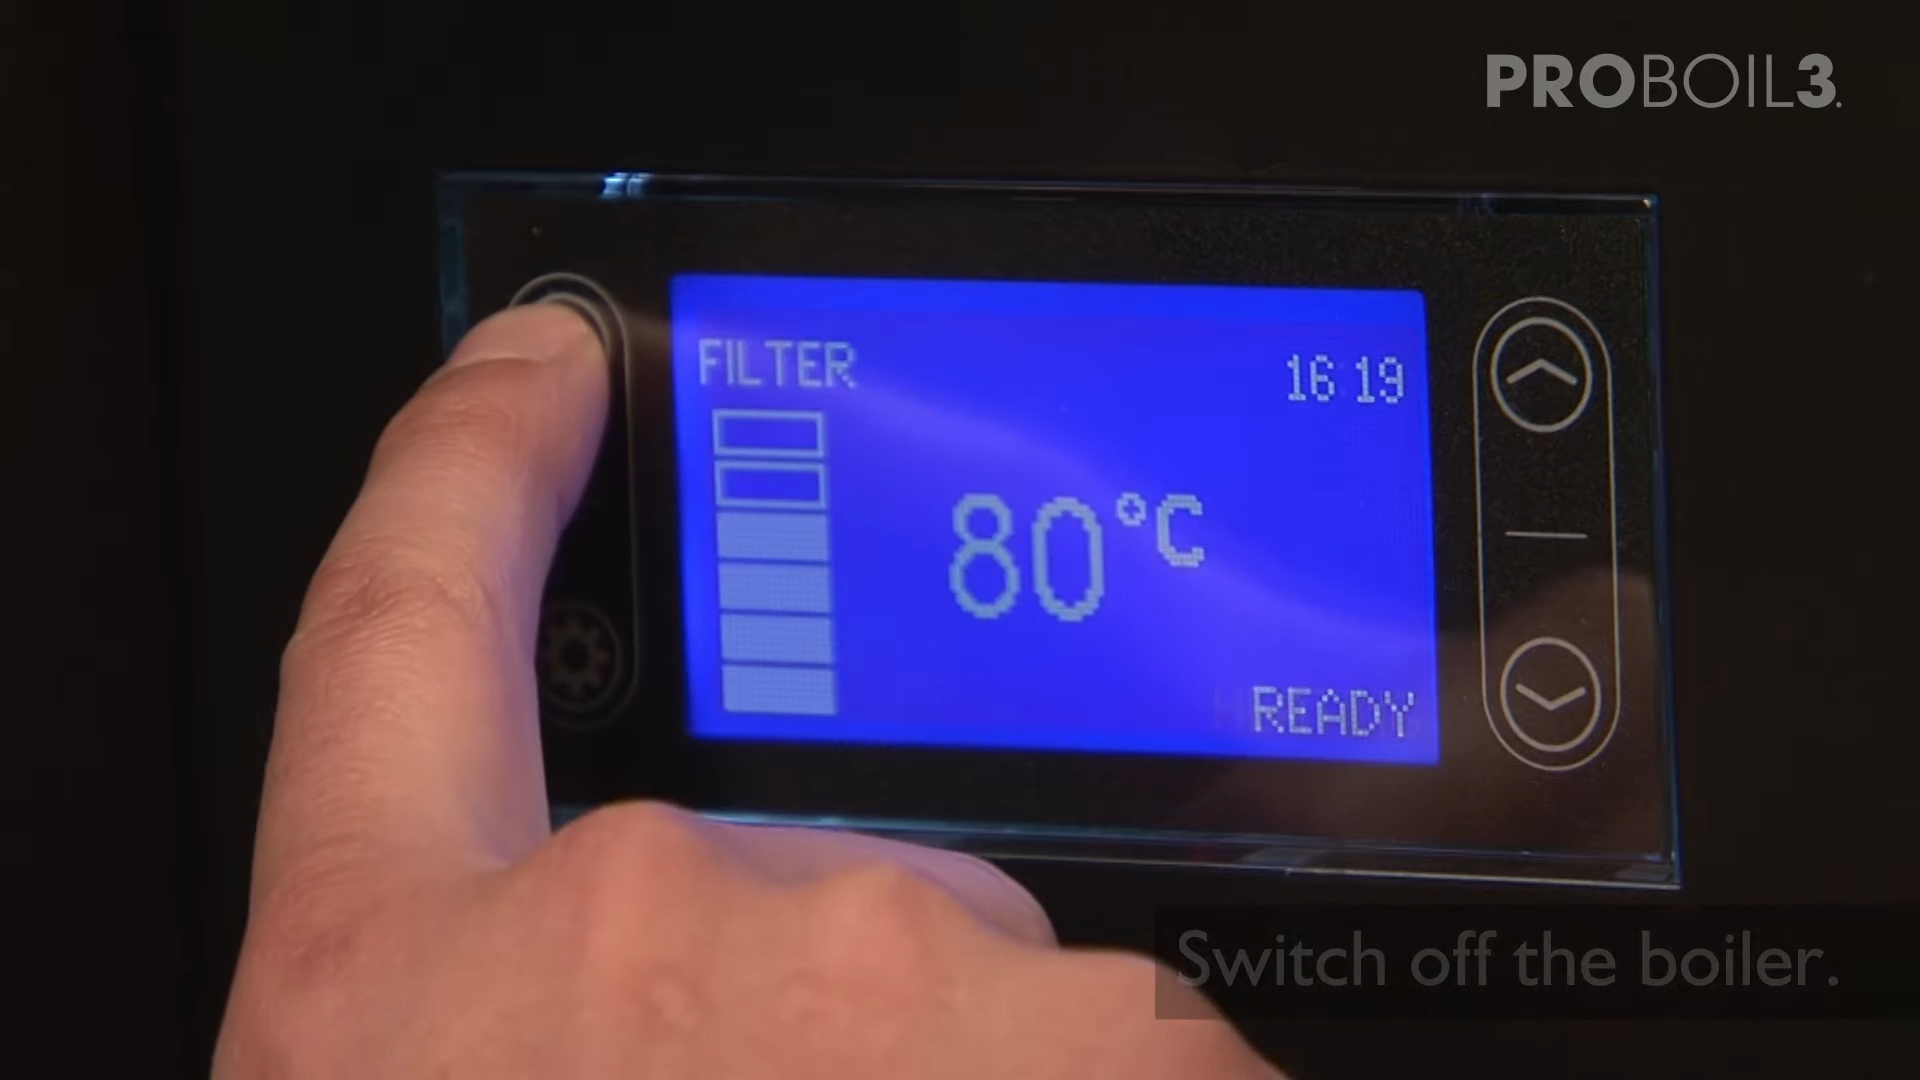 PROBOIL3.
FILTER
16:19
80°C
READY
Switch off the boiler.